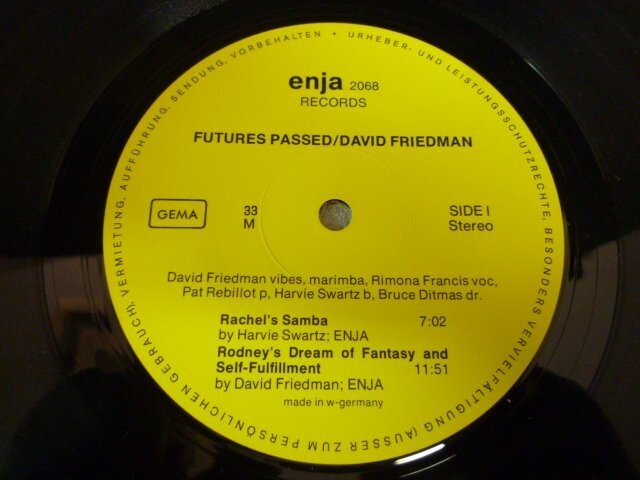 URHEBER- UND LEISTUNGSSCHUTZRECHTE, BESONDERS VERVIELFÄLTIGUNG (AUSSER ZUM PERSÖNLICHEN GEBRAUCH), VERMIETUNG, AUFFÜHRUNG, SENDUNG, VORBEHALTEN •
enja 2068
RECORDS
FUTURES PASSED/DAVID FRIEDMAN
GEMA
33
M
SIDE I
Stereo
David Friedman vibes, marimba, Rimona Francis voc,
Pat Rebillot p, Harvie Swartz b, Bruce Ditmas dr.
Rachel's Samba 7:02
by Harvie Swartz; ENJA
Rodney's Dream of Fantasy and
Self-Fulfillment 11:51
by David Friedman; ENJA
made in w-germany